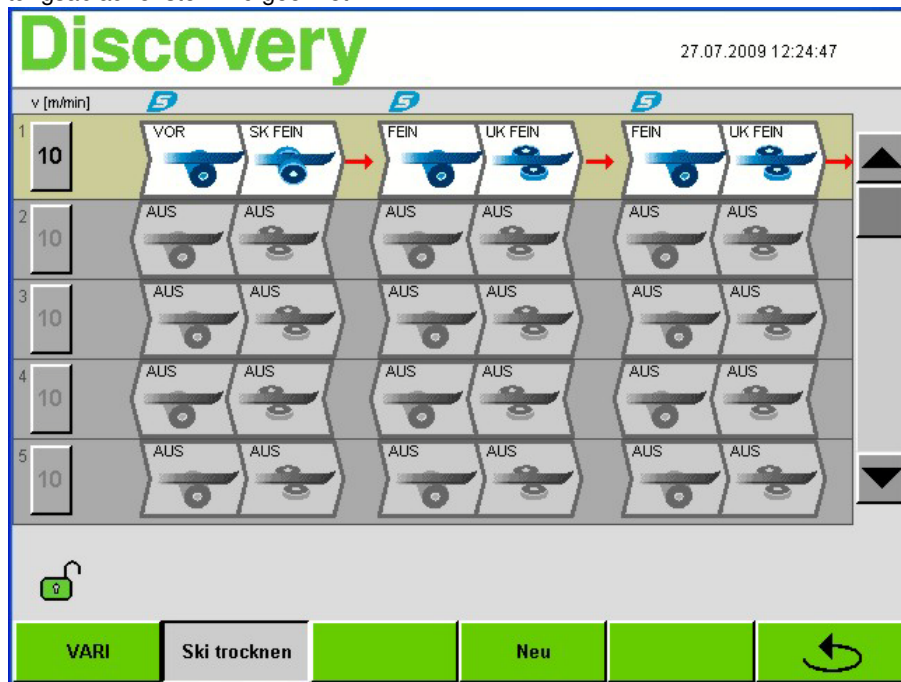 Discovery
27.07.2009 12:24:47
v [m/min]
1 10 VOR SK FEIN FEIN UK FEIN FEIN UK FEIN
2 10 AUS AUS AUS AUS AUS AUS
3 10 AUS AUS AUS AUS AUS AUS
4 10 AUS AUS AUS AUS AUS AUS
5 10 AUS AUS AUS AUS AUS AUS
VARI Ski trocknen Neu